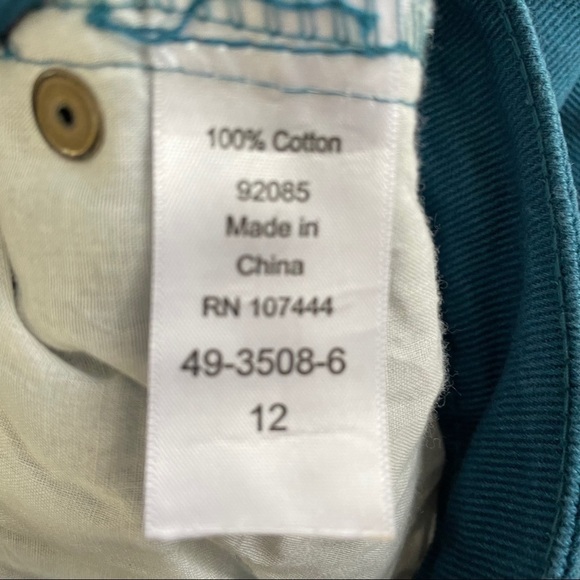 100% Cotton
92085
Made in
China
RN 107444
49-3508-6
12